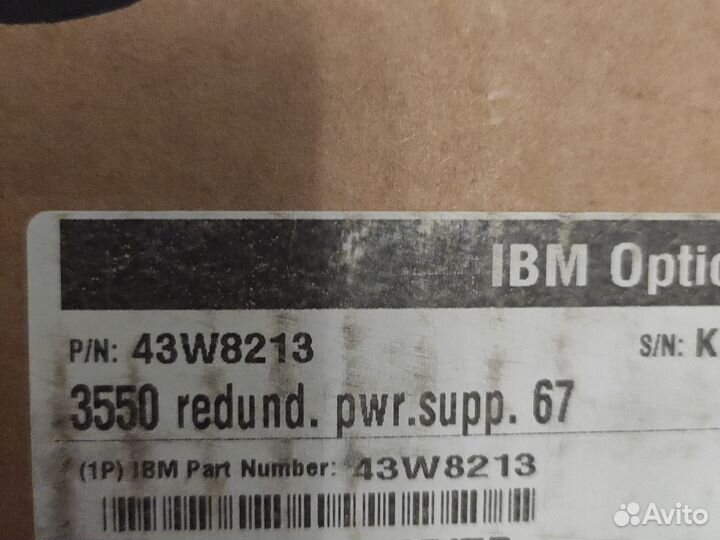 IBM Optic
P/N: 43W8213 S/N: K
3550 redund. pwr.supp. 67
(1P) IBM Part Number: 43W8213
Avito